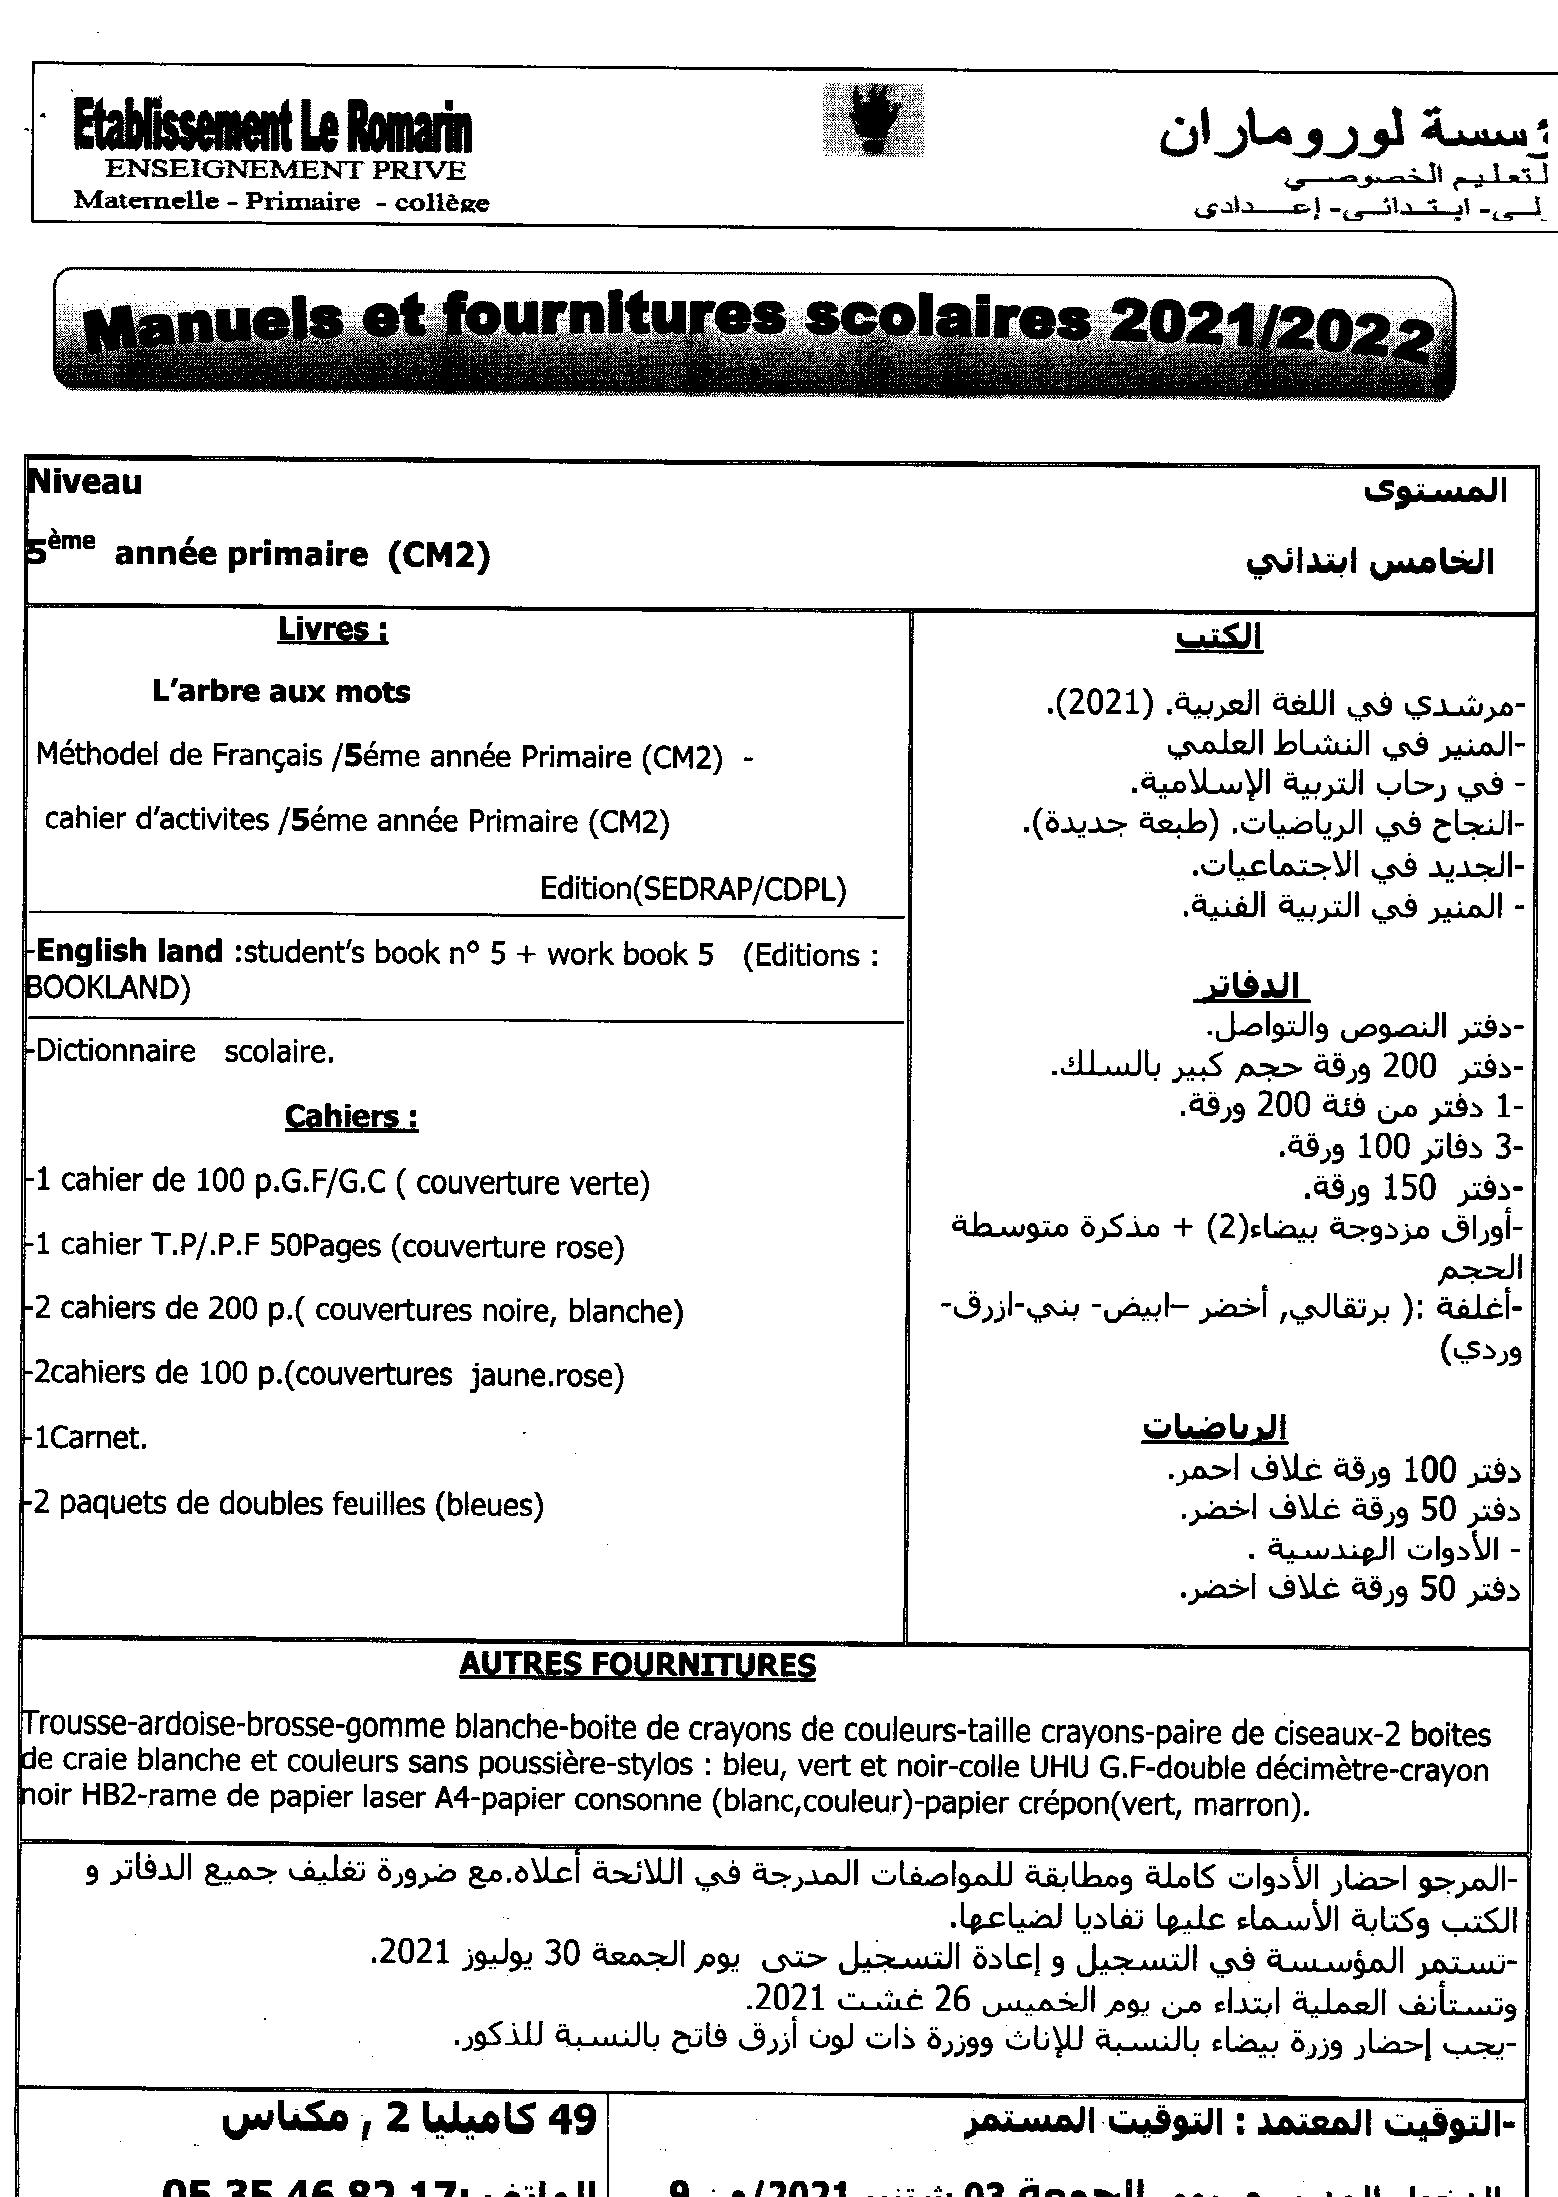 Etablissement Le Romarin
ENSEIGNEMENT PRIVE
Maternelle - Primaire - collège
ؤسسة لورومaران
لتعليم الخصوصي
لي- ابتدائي- إعدادي
Manuels et fournitures scolaires 2021/2022
Niveau
5ème année primaire (CM2)
المستوى
الخامس ابتدائي
Livres :
L'arbre aux mots
Méthodel de Français /5éme année Primaire (CM2) -
cahier d'activites /5éme année Primaire (CM2)
Edition(SEDRAP/CDPL)
-English land :student's book n° 5 + work book 5 (Editions :
BOOKLAND)
-Dictionnaire scolaire.
Cahiers :
-1 cahier de 100 p.G.F/G.C ( couverture verte)
-1 cahier T.P/.P.F 50Pages (couverture rose)
-2 cahiers de 200 p.( couvertures noire, blanche)
-2cahiers de 100 p.(couvertures jaune.rose)
-1Carnet.
-2 paquets de doubles feuilles (bleues)
الكتب
-مرشدي في اللغة العربية. (2021).
-المنير في النشاط العلمي
- في رحاب التربية الإسلامية.
-النجاح في الرياضيات. (طبعة جديدة).
-الجديد في الاجتماعيات.
- المنير في التربية الفنية.
الدفاتر
-دفتر النصوص والتواصل.
-دفتر 200 ورقة حجم كبير بالسلك.
-1 دفتر من فئة 200 ورقة.
-3 دفاتر 100 ورقة.
-دفتر 150 ورقة.
-أوراق مزدوجة بيضاء(2) + مذكرة متوسطة
الحجم
-أغلفة :( برتقالي, أخضر –ابيض- بني-ازرق-
وردي)
الرياضيات
دفتر 100 ورقة غلاف احمر.
دفتر 50 ورقة غلاف اخضر.
- الأدوات الهندسية .
دفتر 50 ورقة غلاف اخضر.
AUTRES FOURNITURES
Trousse-ardoise-brosse-gomme blanche-boite de crayons de couleurs-taille crayons-paire de ciseaux-2 boites
de craie blanche et couleurs sans poussière-stylos : bleu, vert et noir-colle UHU G.F-double décimètre-crayon
noir HB2-rame de papier laser A4-papier consonne (blanc,couleur)-papier crépon(vert, marron).
-المرجو احضار الأدوات كاملة ومطابقة للمواصفات المدرجة في اللائحة أعلاه.مع ضرورة تغليف جميع الدفاتر و
الكتب وكتابة الأسماء عليها تفاديا لضياعها.
-تستمر المؤسسة في التسجيل و إعادة التسجيل حتى يوم الجمعة 30 يوليوز 2021.
وتستأنف العملية ابتداء من يوم الخميس 26 غشت 2021.
-يجب إحضار وزرة بيضاء بالنسبة للإناث ووزرة ذات لون أزرق فاتح بالنسبة للذكور.
-التوقيت المعتمد : التوقيت المستمر
49 كاميليا 2 , مكناس
الهاتف :05 35 46 82 17